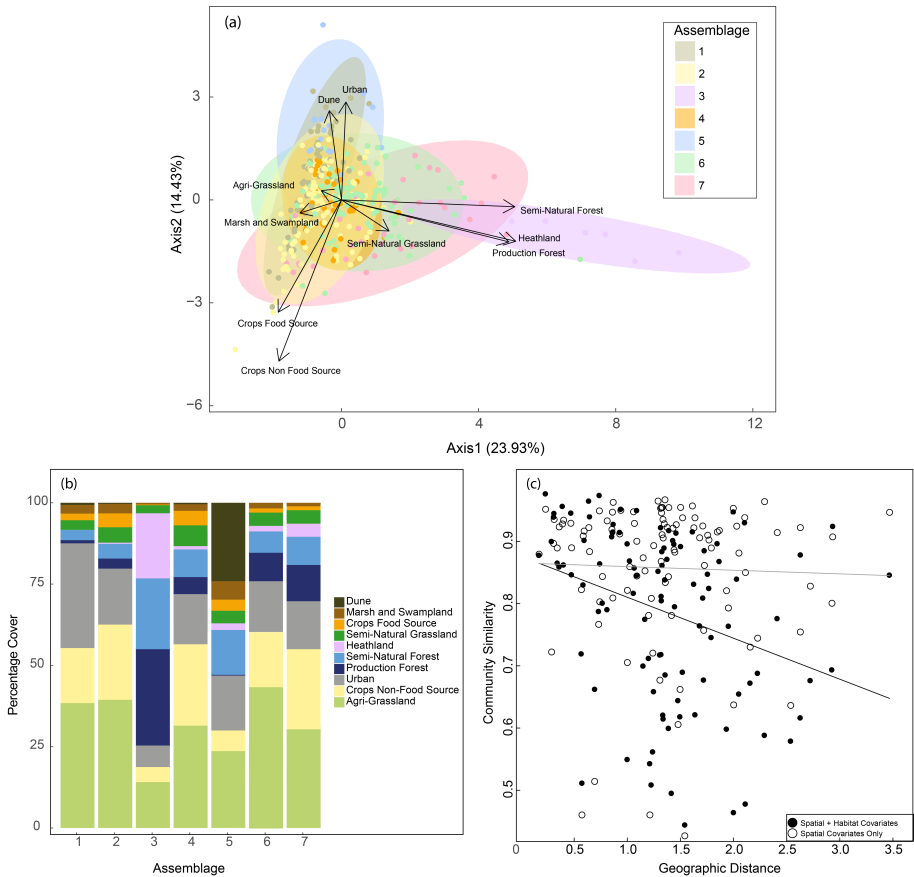 (a)
Assemblage
1
2
3
4
5
6
7
3
0
−3
−6
Axis2 (14.43%)
Urban
Dune
Agri-Grassland
Marsh and Swampland
Semi-Natural Grassland
Semi-Natural Forest
Heathland
Production Forest
Crops Food Source
Crops Non Food Source
0 4 8 12
Axis1 (23.93%)
(b)
100
75
50
25
0
Percentage Cover
Dune
Marsh and Swampland
Crops Food Source
Semi-Natural Grassland
Heathland
Semi-Natural Forest
Production Forest
Urban
Crops Non-Food Source
Agri-Grassland
1 2 3 4 5 6 7
Assemblage
(c)
0.9
0.8
0.7
0.6
0.5
Community Similarity
Spatial + Habitat Covariates
Spatial Covariates Only
0 0.5 1.0 1.5 2.0 2.5 3.0 3.5
Geographic Distance